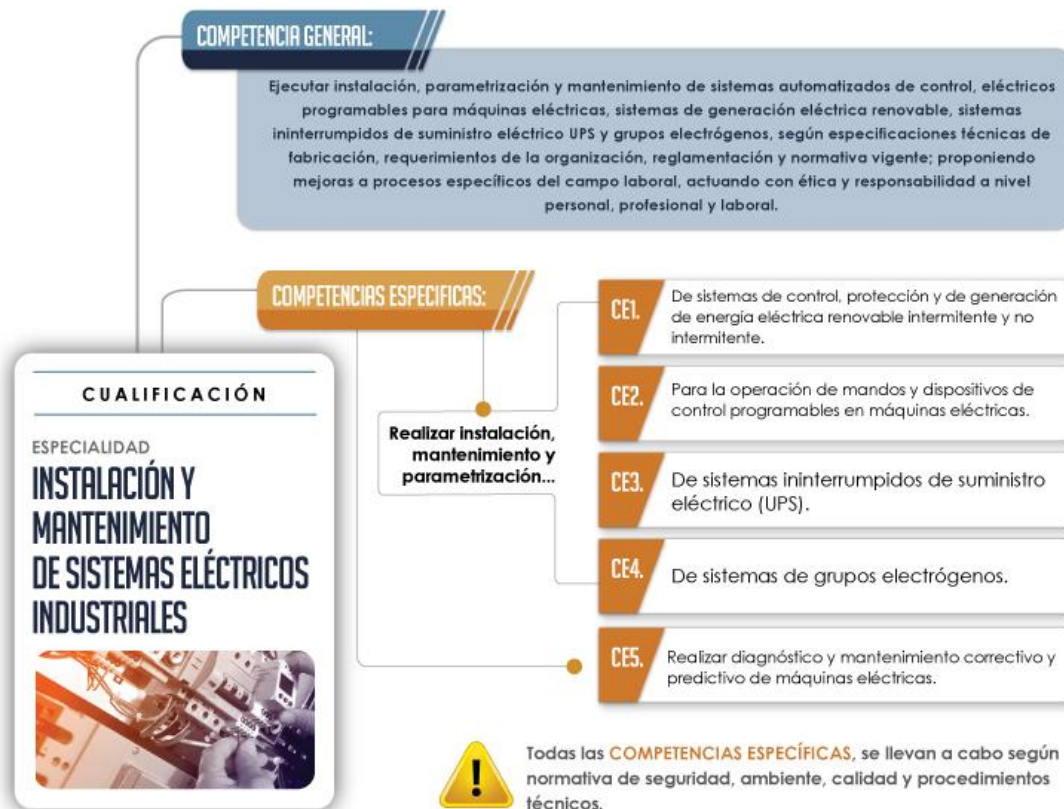 COMPETENCIA GENERAL:
Ejecutar instalación, parametrización y mantenimiento de sistemas automatizados de control, eléctricos
programables para máquinas eléctricas, sistemas de generación eléctrica renovable, sistemas
ininterrumpidos de suministro eléctrico UPS y grupos electrógenos, según especificaciones técnicas de
fabricación, requerimientos de la organización, reglamentación y normativa vigente; proponiendo
mejoras a procesos específicos del campo laboral, actuando con ética y responsabilidad a nivel
personal, profesional y laboral.
COMPETENCIAS ESPECIFICAS:
CUALIFICACIÓN
ESPECIALIDAD
INSTALACIÓN Y
MANTENIMIENTO
DE SISTEMAS ELÉCTRICOS
INDUSTRIALES
Realizar instalación,
mantenimiento y
parametrización...
CE1.
De sistemas de control, protección y de generación
de energía eléctrica renovable intermitente y no
intermitente.
CE2.
Para la operación de mandos y dispositivos de
control programables en máquinas eléctricas.
CE3.
De sistemas ininterrumpidos de suministro
eléctrico (UPS).
CE4.
De sistemas de grupos electrógenos.
CE5.
Realizar diagnóstico y mantenimiento correctivo y
predictivo de máquinas eléctricas.
Todas las COMPETENCIAS ESPECÍFICAS, se llevan a cabo según
normativa de seguridad, ambiente, calidad y procedimientos
técnicos.